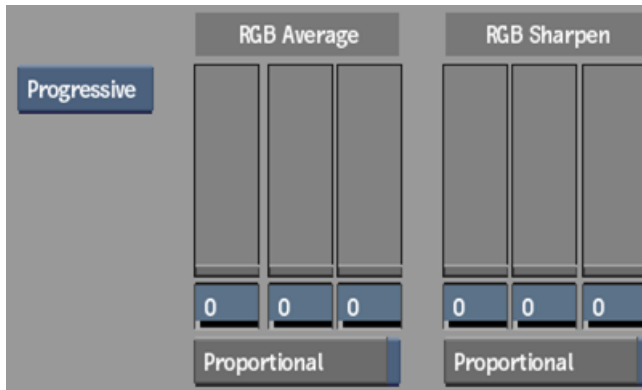 RGB Average RGB Sharpen
Progressive
0 0 0 0 0 0
Proportional Proportional